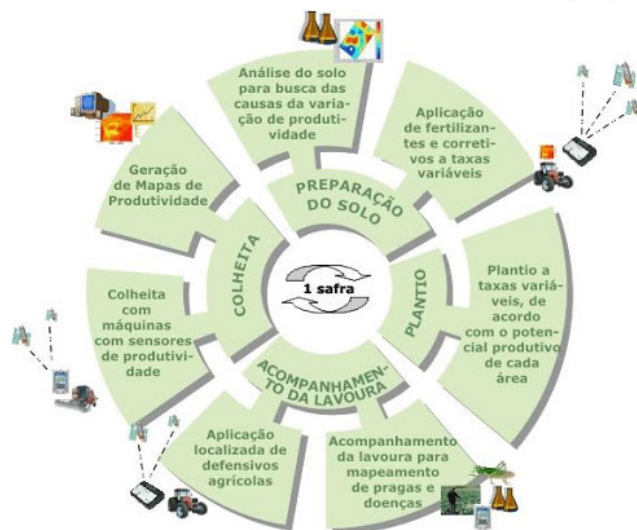 Análise do solo
para busca das
causas da varia-
ção de produti-
vidade
Aplicação
de fertilizan-
tes e correti-
vos a taxas
variáveis
Geração
de Mapas de
Produtividade
PREPARAÇÃO
DO SOLO
COLHEITA
1 safra
PLANTIO
Plantio a
taxas variá-
veis, de acordo
com o poten-
cial produtivo
de cada
área
Colheita
com
máquinas
com sensores
de produtivi-
dade
ACOMPANHAMEN-
TO DA LAVOURA
Aplicação
localizada de
defensivos
agrícolas
Acompanhamento
da lavoura para
mapeamento
de pragas e
doenças